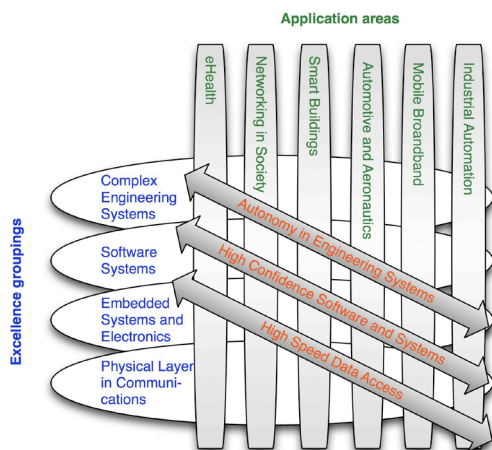 Application areas
eHealth
Networking in Society
Smart Buildings
Automotive and Aeronautics
Mobile Broandband
Industrial Automation
Excellence groupings
Complex
Engineering
Systems
Software
Systems
Embedded
Systems and
Electronics
Physical Layer
in Communi-
cations
Autonomy in Engineering Systems
High Confidence Software and Systems
High Speed Data Access